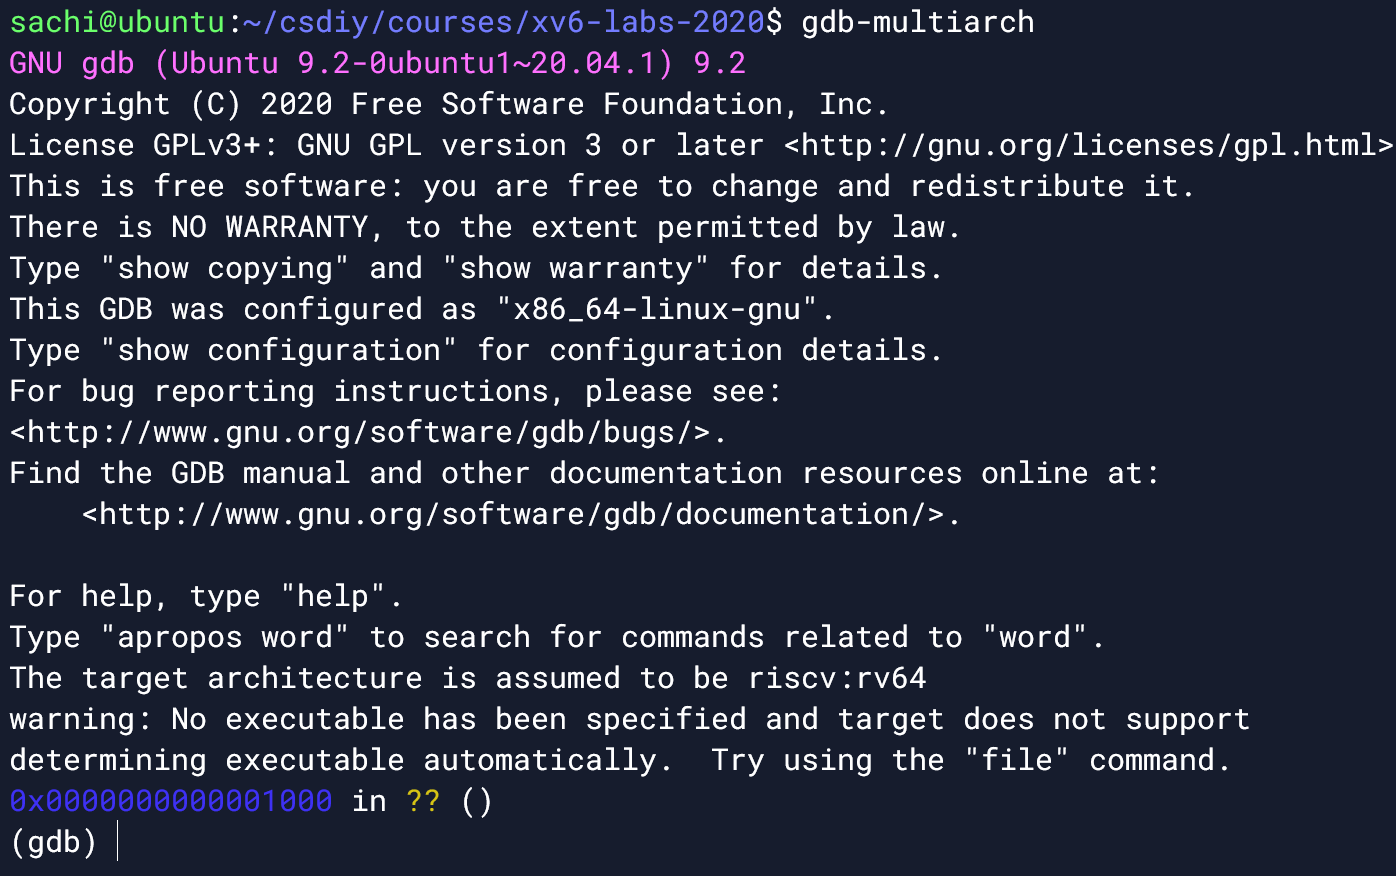 sachi@ubuntu:~/csdiy/courses/xv6-labs-2020$ gdb-multiarch
GNU gdb (Ubuntu 9.2-0ubuntu1~20.04.1) 9.2
Copyright (C) 2020 Free Software Foundation, Inc.
License GPLv3+: GNU GPL version 3 or later <http://gnu.org/licenses/gpl.html>
This is free software: you are free to change and redistribute it.
There is NO WARRANTY, to the extent permitted by law.
Type "show copying" and "show warranty" for details.
This GDB was configured as "x86_64-linux-gnu".
Type "show configuration" for configuration details.
For bug reporting instructions, please see:
<http://www.gnu.org/software/gdb/bugs/>.
Find the GDB manual and other documentation resources online at:
    <http://www.gnu.org/software/gdb/documentation/>.

For help, type "help".
Type "apropos word" to search for commands related to "word".
The target architecture is assumed to be riscv:rv64
warning: No executable has been specified and target does not support
determining executable automatically.  Try using the "file" command.
0x0000000000001000 in ?? ()
(gdb)